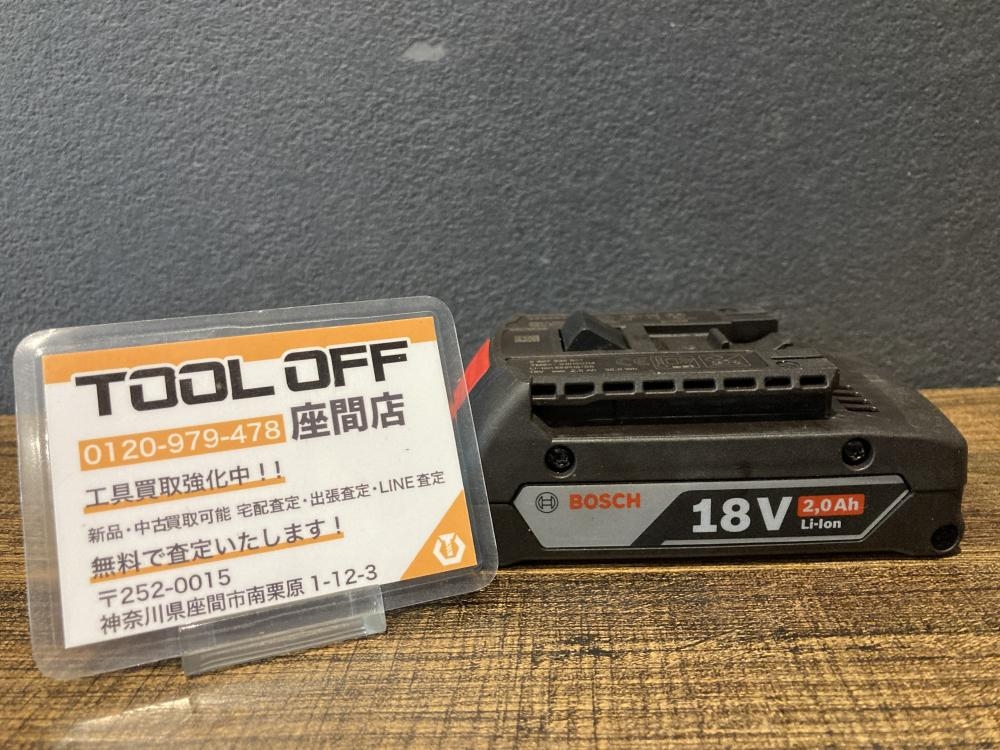 TOOL OFF
0120-979-478 座間店
工具買取強化中！！
新品・中古買取可能 宅配査定・出張査定・LINE査定
無料で査定いたします！
〒252-0015
神奈川県座間市南栗原 1-12-3
BOSCH
18V
2,0Ah
Li-Ion